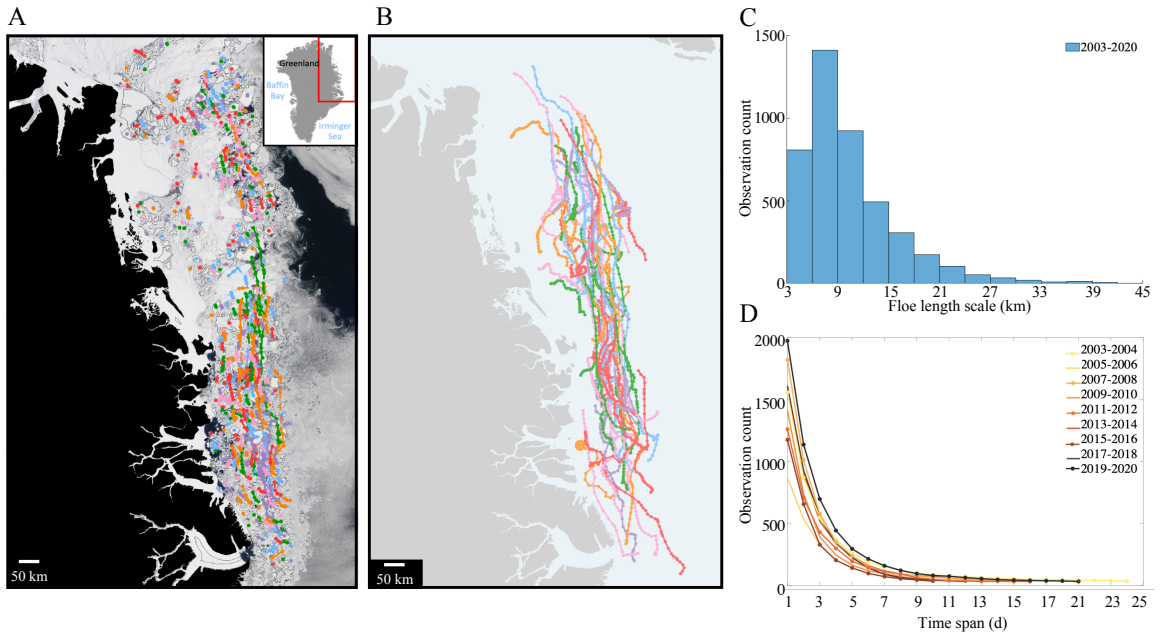 A
Greenland
Baffin
Bay
Irminger
Sea
50 km
B
50 km
C
1500
1000
500
0
Observation count
2003-2020
3
9
15
21
27
33
39
45
Floe length scale (km)
D
2000
1500
1000
500
0
Observation count
2003-2004
2005-2006
2007-2008
2009-2010
2011-2012
2013-2014
2015-2016
2017-2018
2019-2020
1
3
5
7
9
11
13
15
17
19
21
23
25
Time span (d)